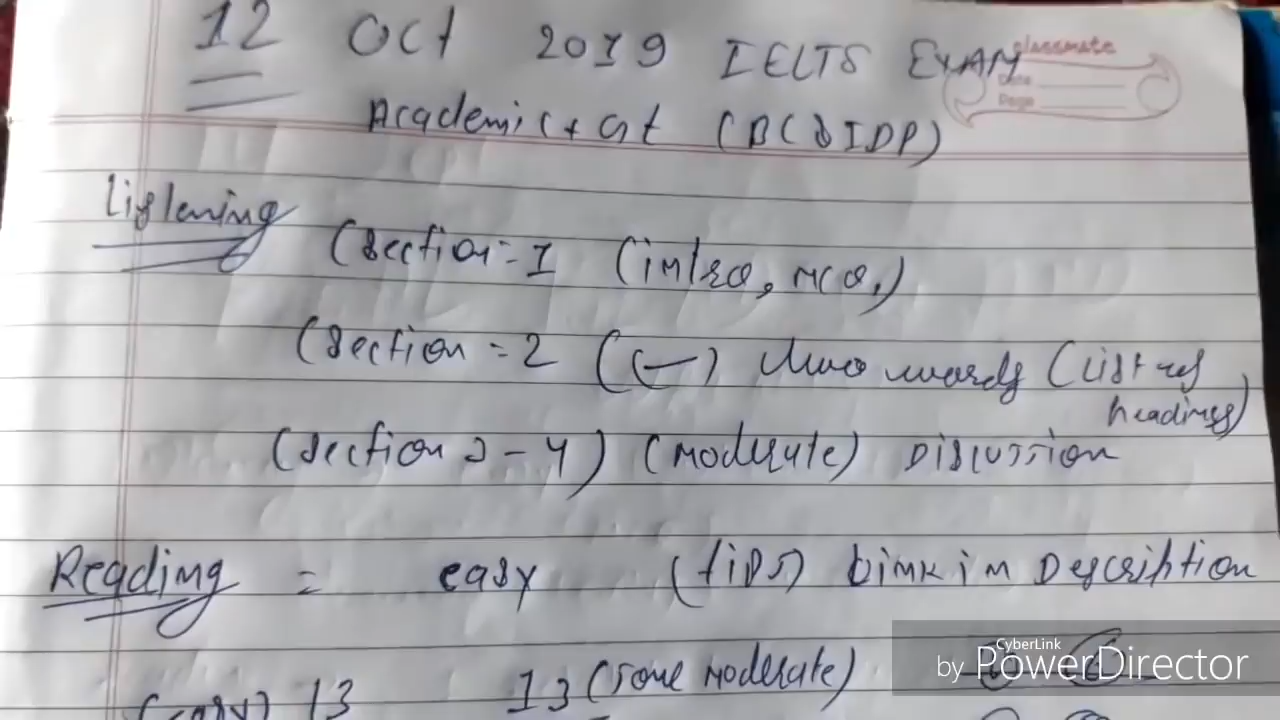 12 Oct 2019 IELTS EXAM
classmate
Date
Page
Academic + Gt (BC & IDP)
Listening
(Section = 1 (intro, MCQ,)
(Section = 2 ( (—) two words (List of headings)
(Section 3 - 4) (Moderate) Discussion
Reading = easy (tips) Link in Description
(easy) 13 13 (some moderate)
by CyberLink PowerDirector